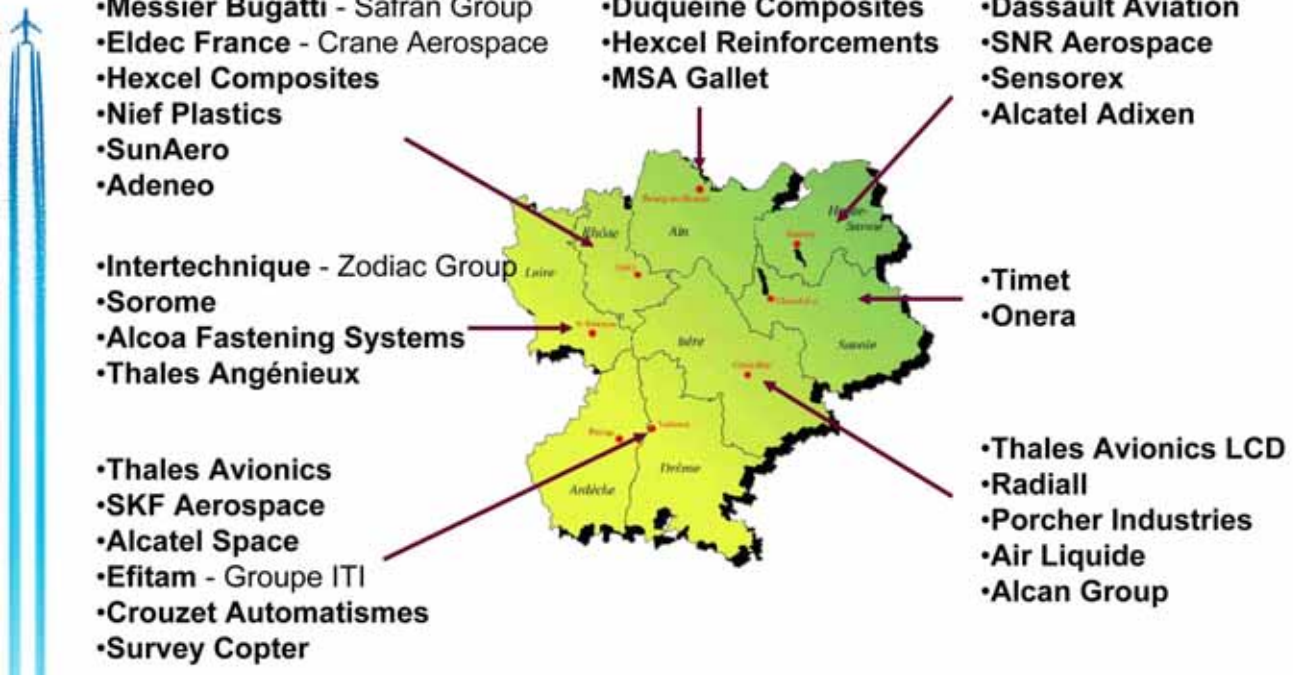 •Messier Bugatti - Safran Group
•Eldec France - Crane Aerospace
•Hexcel Composites
•Nief Plastics
•SunAero
•Adeneo
•Duqueine Composites
•Hexcel Reinforcements
•MSA Gallet
•Dassault Aviation
•SNR Aerospace
•Sensorex
•Alcatel Adixen
•Intertechnique - Zodiac Group
•Sorome
•Alcoa Fastening Systems
•Thales Angénieux
•Timet
•Onera
•Thales Avionics
•SKF Aerospace
•Alcatel Space
•Efitam - Groupe ITI
•Crouzet Automatismes
•Survey Copter
•Thales Avionics LCD
•Radiall
•Porcher Industries
•Air Liquide
•Alcan Group
Rhône
Ain
Savoie
Loire
Isère
Savoie
Drôme
Ardèche